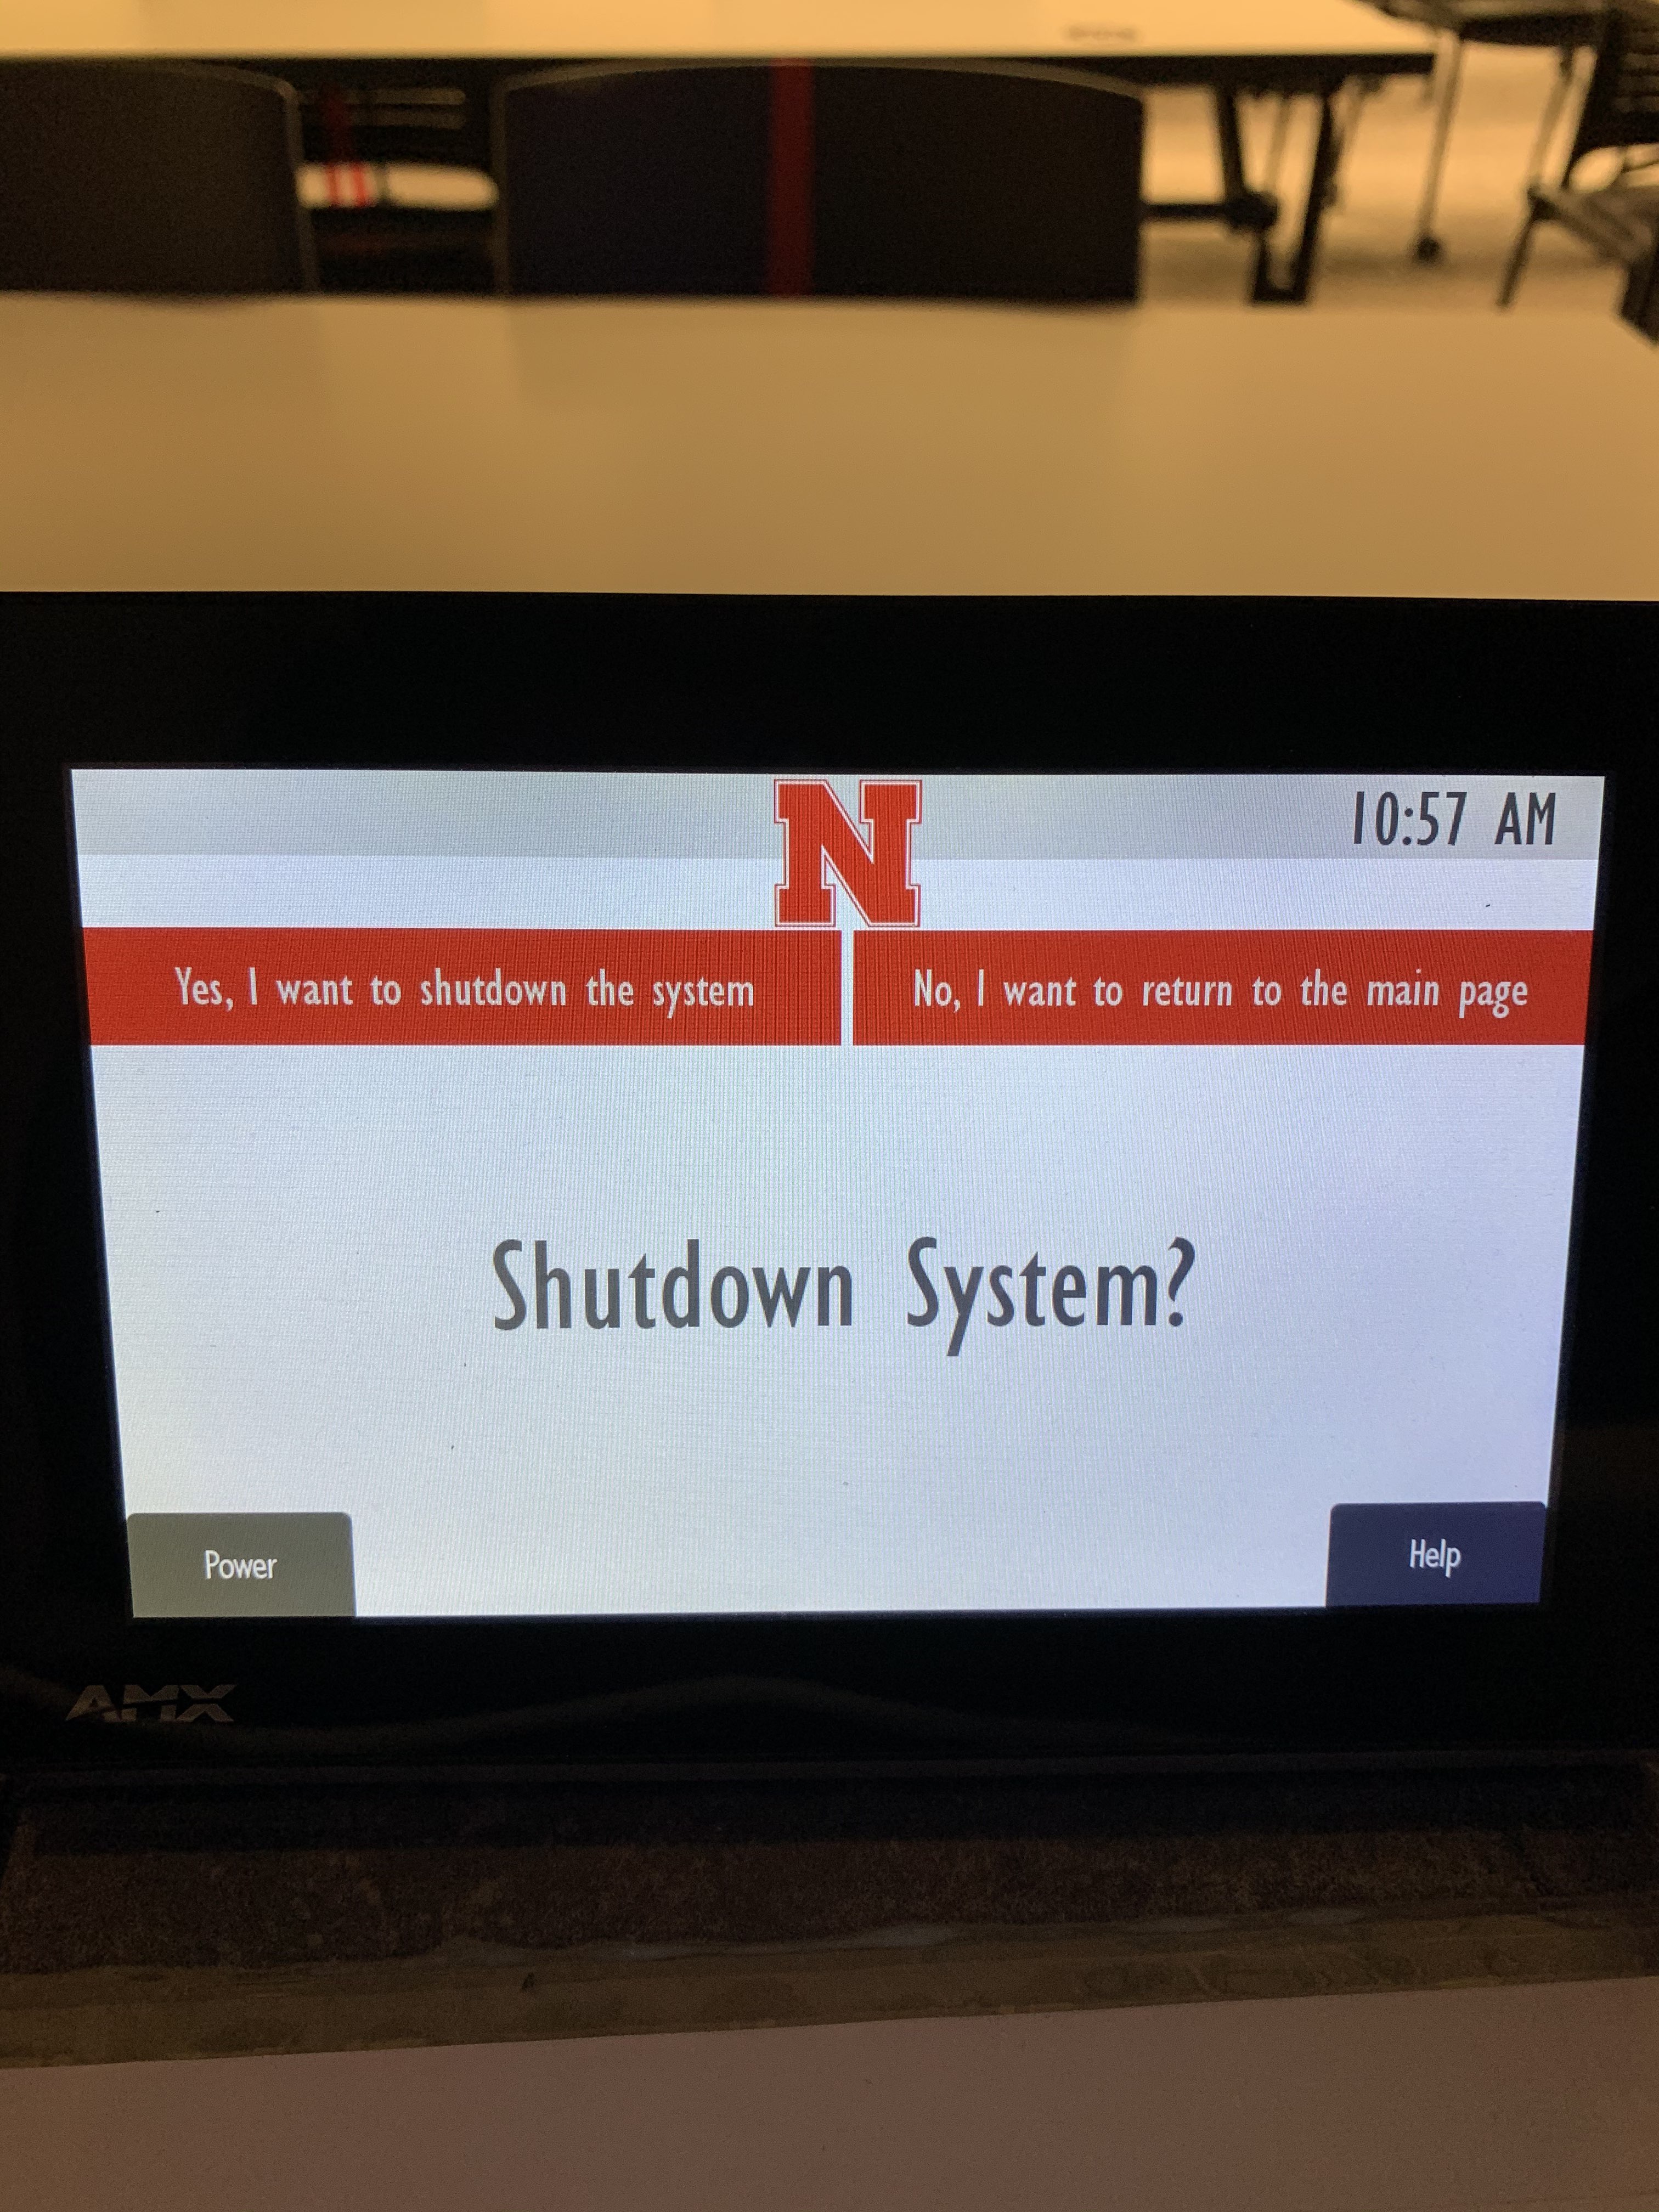 N
10:57 AM
Yes, I want to shutdown the system
No, I want to return to the main page
Shutdown System?
Power
Help
AMX